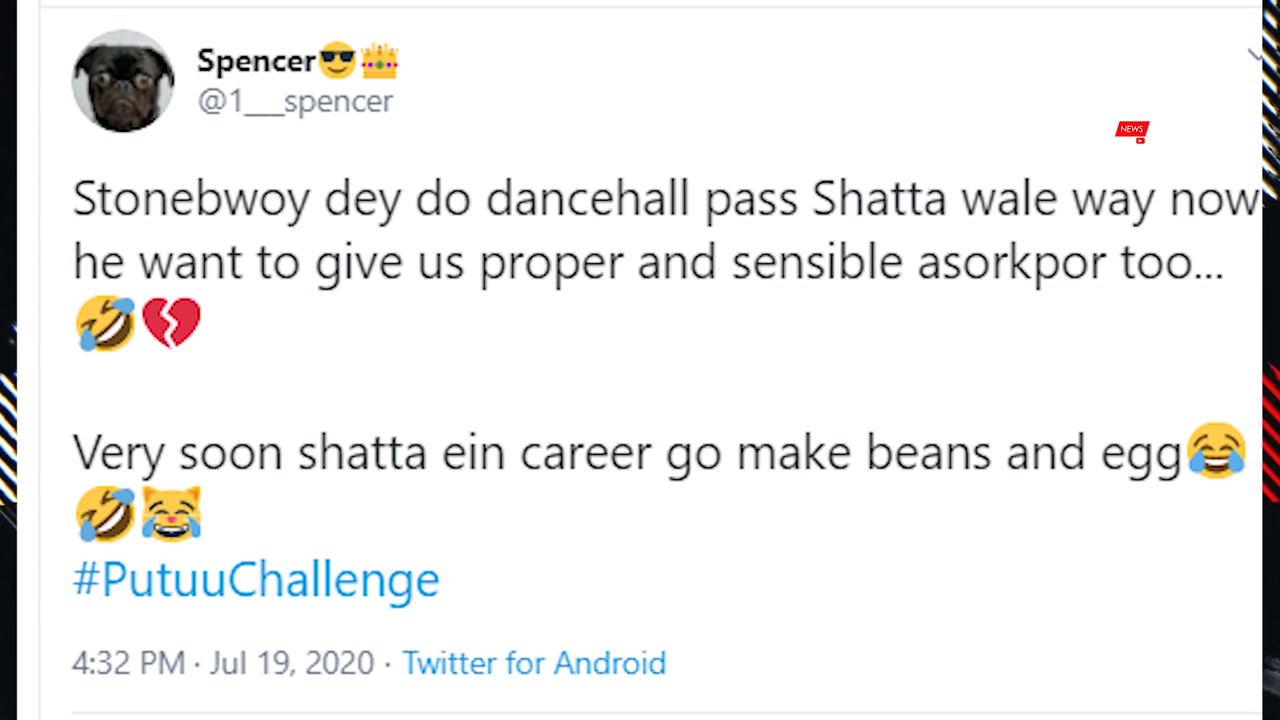 Spencer😎👑
@1___spencer
NEWS
Stonebwoy dey do dancehall pass Shatta wale way now
he want to give us proper and sensible asorkpor too...
🤣💔
Very soon shatta ein career go make beans and egg😂
🤣😹
#PutuuChallenge
4:32 PM · Jul 19, 2020 · Twitter for Android